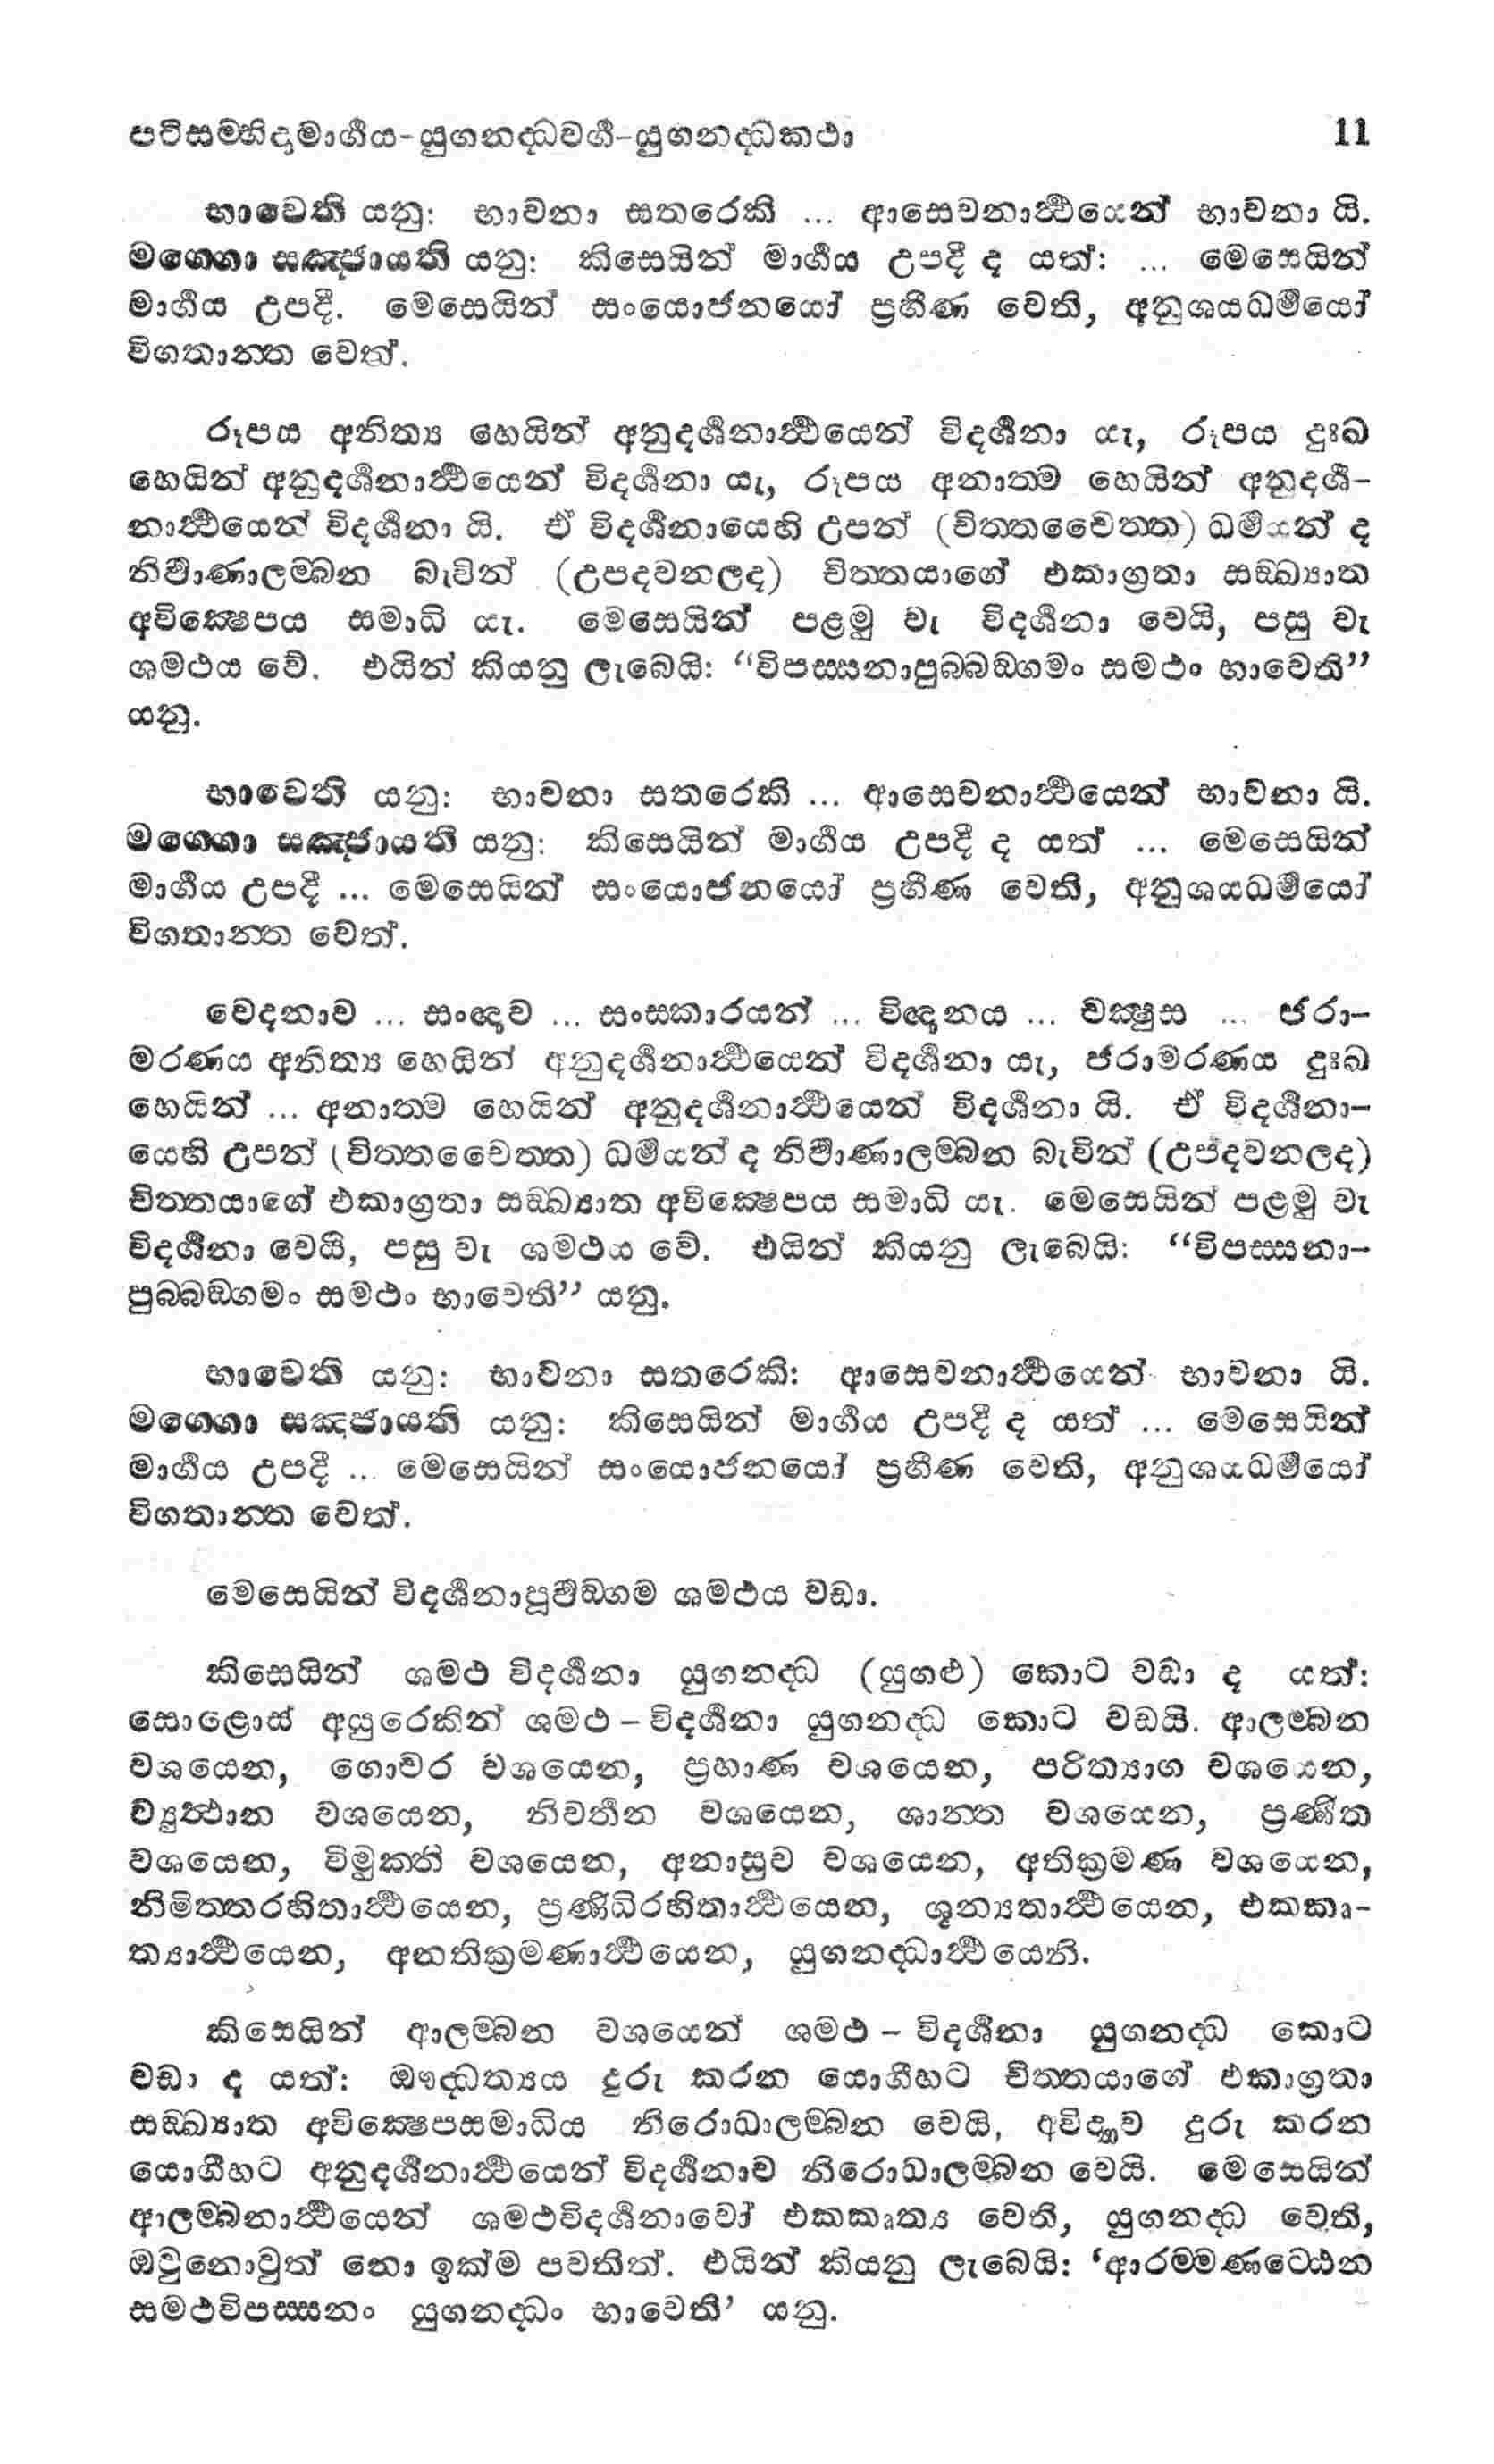 පටිසම්භිදාමාර්ගය-යුගනද්ධවර්ග-යුගනද්ධකථා 11
භාවෙති යනු: භාවනා සතරෙකි ... ආසෙවනාර්ත්ථයෙන් භාවනා යි.
මග්ගො සඤ්ජායති යනු: කිසෙයින් මාර්ගය උපදී ද යත්: ... මෙසෙයින්
මාර්ගය උපදී. මෙසෙයින් සංයොජනයෝ ප්‍රහීණ වෙති, අනුශයධර්මයෝ
විගතාන්ත වෙත්.
රූපය අනිත්‍ය හෙයින් අනුදර්ශනාර්ත්ථයෙන් විදර්ශනා යැ, රූපය දුඃඛ
හෙයින් අනුදර්ශනාර්ත්ථයෙන් විදර්ශනා යැ, රූපය අනාත්ම හෙයින් අනුදර්ශ-
නාර්ත්ථයෙන් විදර්ශනා යි. ඒ විදර්ශනායෙහි උපන් (චිත්තචෛත්ත) ධර්මයන් ද
නිර්වාණාලම්බන බැවින් (උපදවනලද) චිත්තයාගේ එකාග්‍රතා සඞ්ඛ්‍යාත
අවික්‍ෂෙපය සමාධි යැ. මෙසෙයින් පළමු වැ විදර්ශනා වෙයි, පසු වැ
ශමථය වේ. එයින් කියනු ලැබෙයි: “විපස්සනාපුබ්බඞ්ගමං සමථං භාවෙති”
යනු.
භාවෙති යනු: භාවනා සතරෙකි ... ආසෙවනාර්ත්ථයෙන් භාවනා යි.
මග්ගො සඤ්ජායති යනු: කිසෙයින් මාර්ගය උපදී ද යත් ... මෙසෙයින්
මාර්ගය උපදී ... මෙසෙයින් සංයොජනයෝ ප්‍රහීණ වෙති, අනුශයධර්මයෝ
විගතාන්ත වෙත්.
වෙදනාව ... සංඥාව ... සංස්කාරයන් ... විඥානය ... චක්‍ෂුස ... ජරා-
මරණය අනිත්‍ය හෙයින් අනුදර්ශනාර්ත්ථයෙන් විදර්ශනා යැ, ජරාමරණය දුඃඛ
හෙයින් ... අනාත්ම හෙයින් අනුදර්ශනාර්ත්ථයෙන් විදර්ශනා යි. ඒ විදර්ශනා-
යෙහි උපන් (චිත්තචෛත්ත) ධර්මයන් ද නිර්වාණාලම්බන බැවින් (උපදවනලද)
චිත්තයාගේ එකාග්‍රතා සඞ්ඛ්‍යාත අවික්‍ෂෙපය සමාධි යැ. මෙසෙයින් පළමු වැ
විදර්ශනා වෙයි, පසු වැ ශමථය වේ. එයින් කියනු ලැබෙයි: “විපස්සනා-
පුබ්බඞ්ගමං සමථං භාවෙති” යනු.
භාවෙති යනු: භාවනා සතරෙකි: ආසෙවනාර්ත්ථයෙන් භාවනා යි.
මග්ගො සඤ්ජායති යනු: කිසෙයින් මාර්ගය උපදී ද යත් ... මෙසෙයින්
මාර්ගය උපදී ... මෙසෙයින් සංයොජනයෝ ප්‍රහීණ වෙති, අනුශයධර්මයෝ
විගතාන්ත වෙත්.
මෙසෙයින් විදර්ශනාපූර්වඞ්ගම ශමථය වඩා.
කිසෙයින් ශමථ විදර්ශනා යුගනද්ධ (යුගළු) කොට වඩා ද යත්:
සොළොස් අයුරෙකින් ශමථ – විදර්ශනා යුගනද්ධ කොට වඩයි. ආලම්බන
වශයෙන, ගොචර වශයෙන, ප්‍රහාණ වශයෙන, පරිත්‍යාග වශයෙන,
ව්‍යුත්ථාන වශයෙන, නිවර්තන වශයෙන, ශාන්ත වශයෙන, ප්‍රණීත
වශයෙන, විමුක්ති වශයෙන, අනාස්‍රව වශයෙන, අතික්‍රමණ වශයෙන,
නිමිත්තරහිතාර්ත්ථයෙන, ප්‍රණිධිරහිතාර්ත්ථයෙන, ශුන්‍යතාර්ත්ථයෙන, එකකෘ-
ත්‍යාර්ත්ථයෙන, අනතික්‍රමණාර්ත්ථයෙන, යුගනද්ධාර්ත්ථයෙනි.
කිසෙයින් ආලම්බන වශයෙන් ශමථ – විදර්ශනා යුගනද්ධ කොට
වඩා ද යත්: ඖද්ධත්‍යය දුරු කරන යොගීහට චිත්තයාගේ එකාග්‍රතා
සඞ්ඛ්‍යාත අවික්‍ෂෙපසමාධිය නිරොධාලම්බන වෙයි, අවිද්‍යාව දුරු කරන
යොගීහට අනුදර්ශනාර්ත්ථයෙන් විදර්ශනාව නිරොධාලම්බන වෙයි. මෙසෙයින්
ආලම්බනාර්ත්ථයෙන් ශමථවිදර්ශනාවෝ එකකෘත්‍ය වෙති, යුගනද්ධ වෙති,
ඔවුනොවුන් නො ඉක්ම පවතිත්. එයින් කියනු ලැබෙයි: ‘ආරම්මණට්ඨෙන
සමථවිපස්සනං යුගනද්ධං භාවෙති’ යනු.